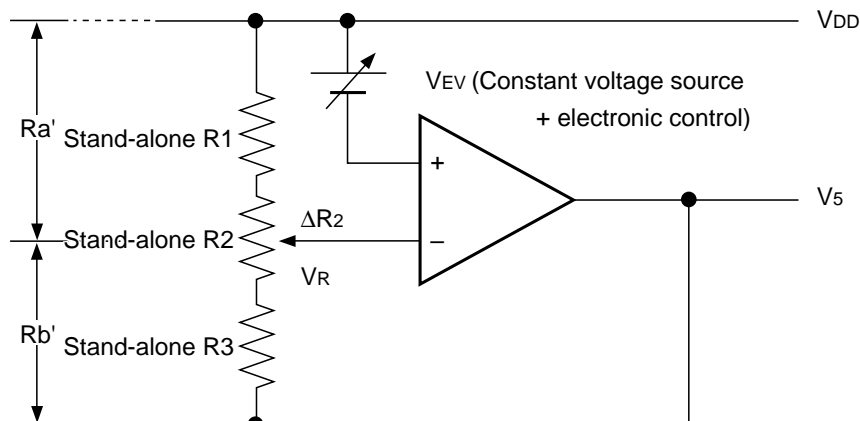 VDD
VEV (Constant voltage source
+ electronic control)
Ra'
Stand-alone R1
+
V5
ΔR2
Stand-alone R2
−
VR
Rb'
Stand-alone R3